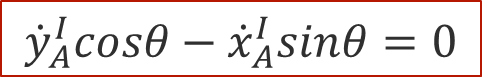 ẏ_A^I cosθ − ẋ_A^I sinθ = 0